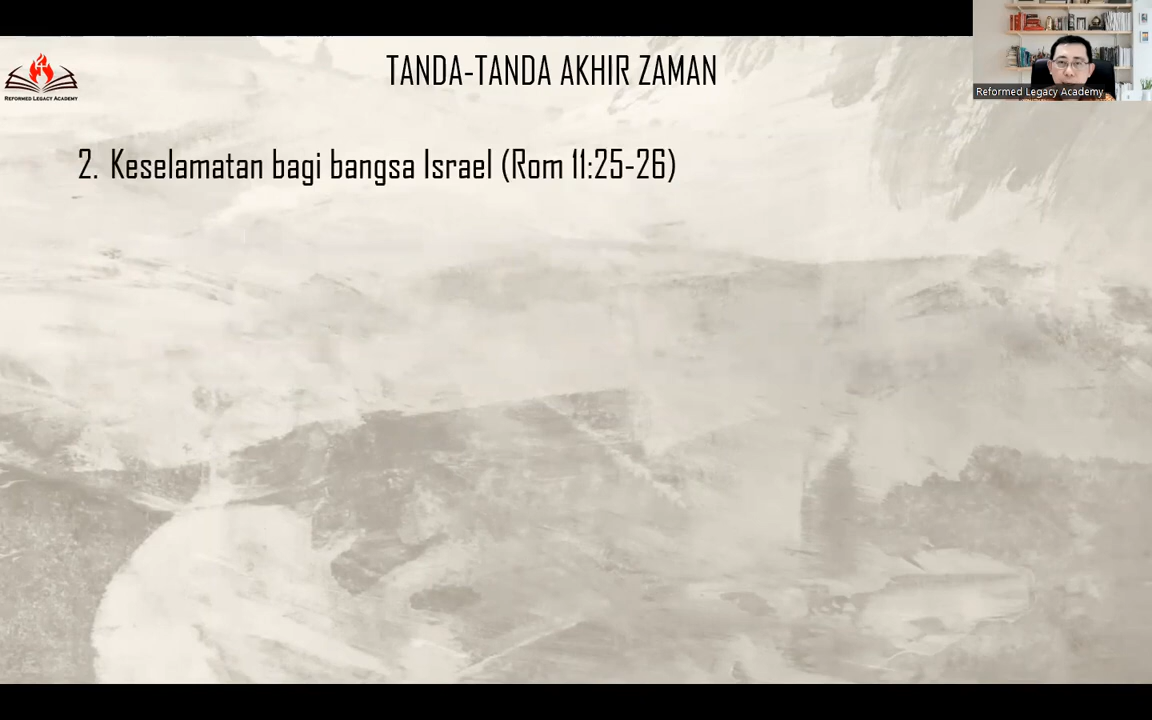 TANDA-TANDA AKHIR ZAMAN
REFORMED LEGACY ACADEMY
Reformed Legacy Academy
2. Keselamatan bagi bangsa Israel (Rom 11:25-26)